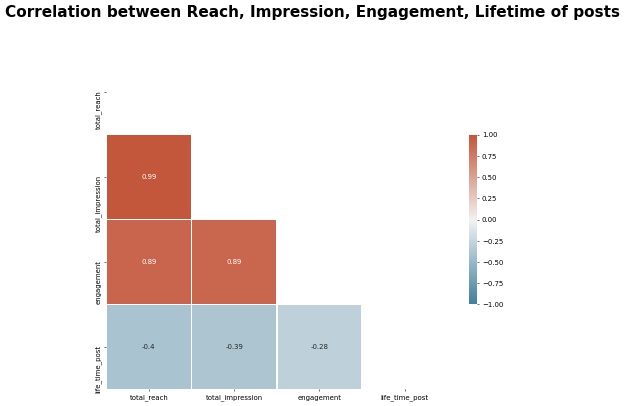 Correlation between Reach, Impression, Engagement, Lifetime of posts
total_reach
total_impression
engagement
life_time_post
0.99
0.89 0.89
-0.4 -0.39 -0.28
total_reach total_impression engagement life_time_post
1.00
0.75
0.50
0.25
0.00
−0.25
−0.50
−0.75
−1.00